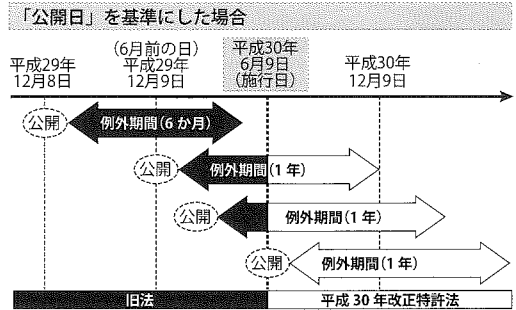 「公開日」を基準にした場合
(6月前の日)
平成29年
12月8日
平成29年
12月9日
平成30年
6月9日
(施行日)
平成30年
12月9日
公開
例外期間(6か月)
公開
例外期間(1年)
公開
例外期間(1年)
公開
例外期間(1年)
旧法
平成30年改正特許法